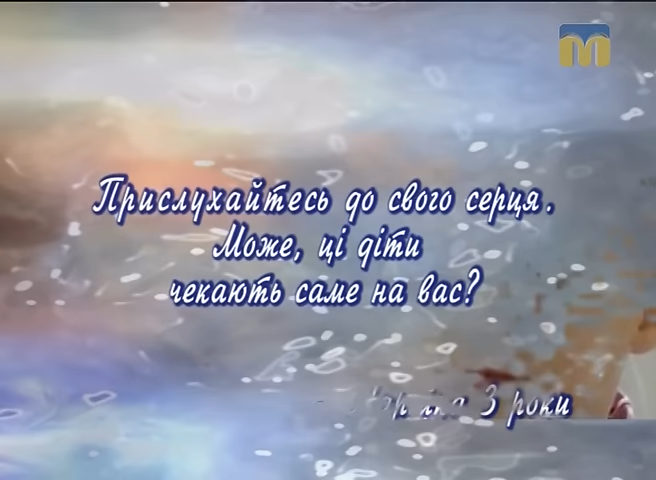 Прислухайтесь до свого серця.
Може, ці діти
чекають саме на вас?
3 роки